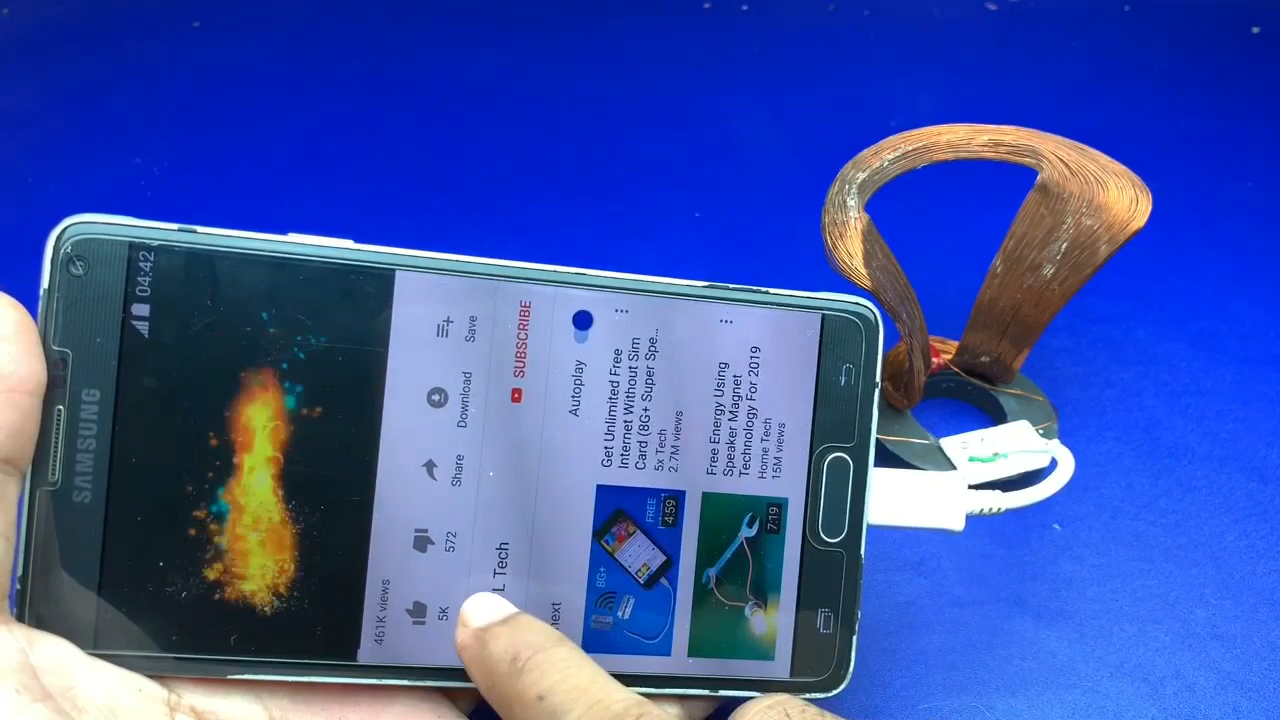 SAMSUNG
04:42
461K views
5K
572
Share
Download
Save
L Tech
SUBSCRIBE
next
Autoplay
Get Unlimited Free
Internet Without Sim
Card (8G+ Super Spe...
5x Tech
2.7M views
8G+
FREE
4:59
Free Energy Using
Speaker Magnet
Technology For 2019
Home Tech
15M views
7:19